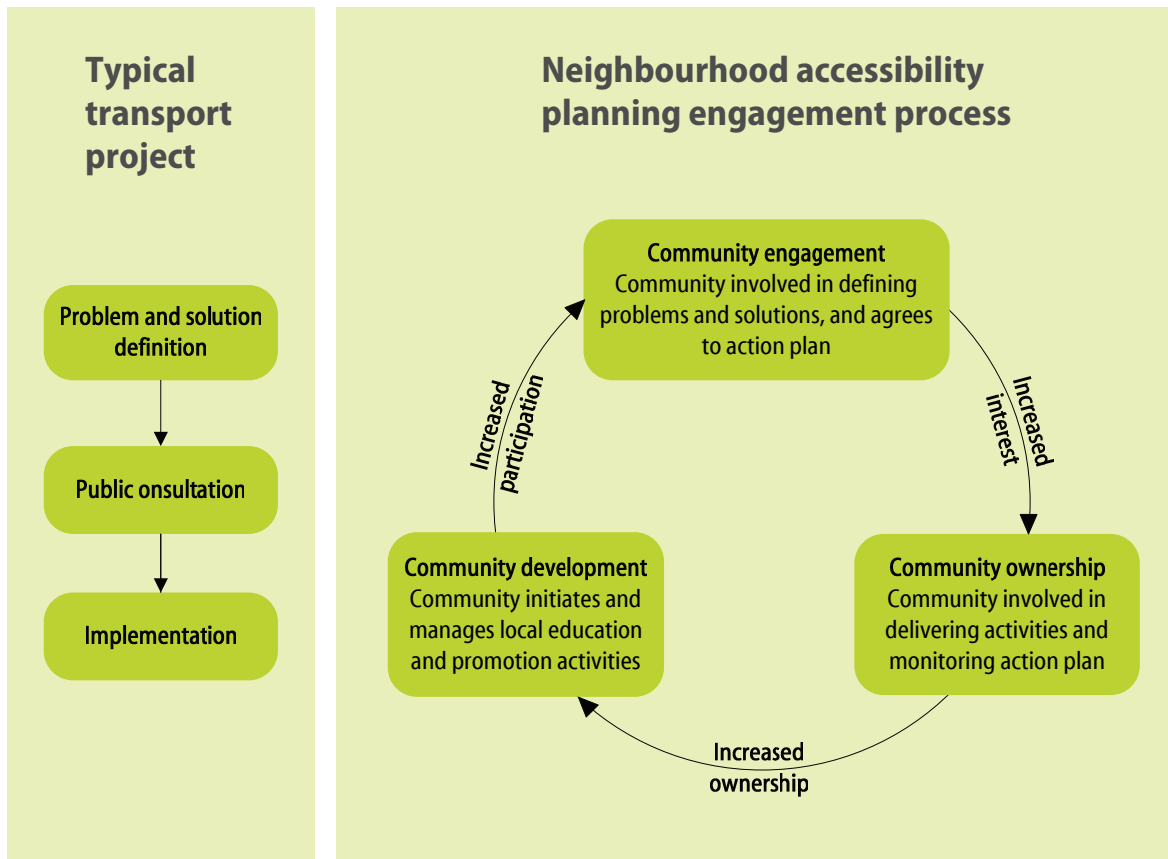 Typical
transport
project
Problem and solution
definition
Public onsultation
Implementation
Neighbourhood accessibility
planning engagement process
Community engagement
Community involved in defining
problems and solutions, and agrees
to action plan
Increased
interest
Community ownership
Community involved in
delivering activities and
monitoring action plan
Increased
ownership
Community development
Community initiates and
manages local education
and promotion activities
Increased
participation